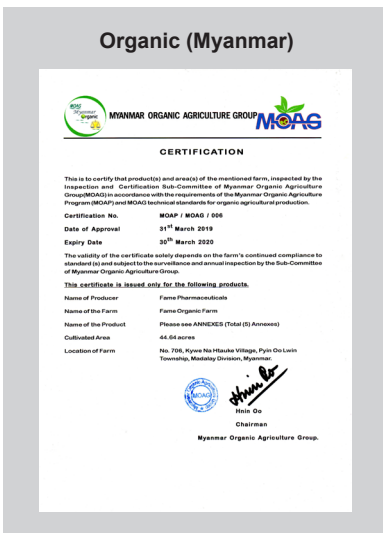 Organic (Myanmar)
MOAG
Myanmar
Organic
MYANMAR ORGANIC AGRICULTURE GROUP
MOAG
CERTIFICATION
This is to certify that product(s) and area(s) of the mentioned farm, inspected by the
Inspection and Certification Sub-Committee of Myanmar Organic Agriculture
Group(MOAG) in accordance with the requirements of the Myanmar Organic Agriculture
Program (MOAP) and MOAG technical standards for organic agricultural production.
Certification No. MOAP / MOAG / 006
Date of Approval 31st March 2019
Expiry Date 30th March 2020
The validity of the certificate solely depends on the farm's continued compliance to
standard (s) and subject to the surveillance and annual inspection by the Sub-Committee
of Myanmar Organic Agriculture Group.
This certificate is issued only for the following products.
Name of Producer Fame Pharmaceuticals
Name of the Farm Fame Organic Farm
Name of the Product Please see ANNEXES (Total (5) Annexes)
Cultivated Area 44.64 acres
Location of Farm No. 706, Kywe Na Htauke Village, Pyin Oo Lwin
Township, Madalay Division, Myanmar.
MOAG
Hnin Oo
Hnin Oo
Chairman
Myanmar Organic Agriculture Group.